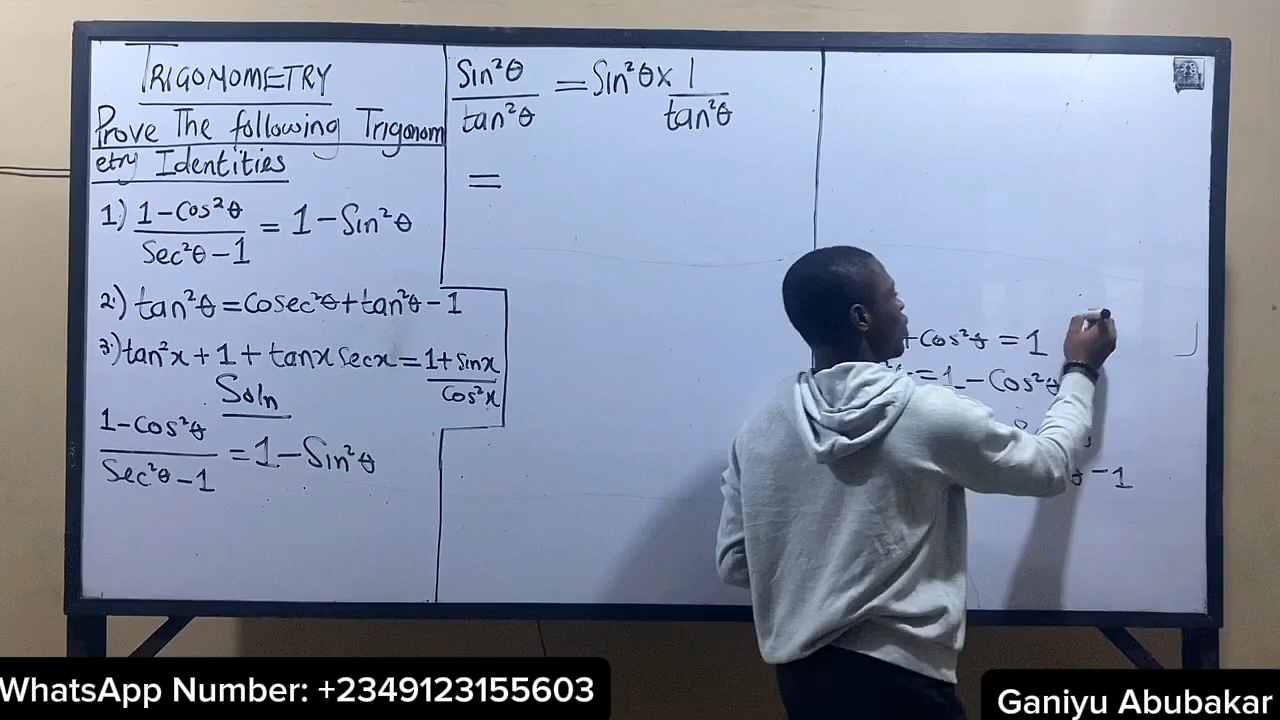 TRIGONOMETRY
Prove The following Trigonom
etry Identities
1) 1-Cos²θ / Sec²θ-1 = 1-Sin²θ
2.) tan²θ = Cosec²θ + tan²θ - 1
3.) tan²x + 1 + tanx secx = 1+sinx / Cos²x
Soln
1-Cos²θ / Sec²θ-1 = 1-Sin²θ
Sin²θ / tan²θ = Sin²θ x 1 / tan²θ
=
+Cos²θ = 1
= 1 - Cos²θ
θ - 1
WhatsApp Number: +2349123155603
Ganiyu Abubakar